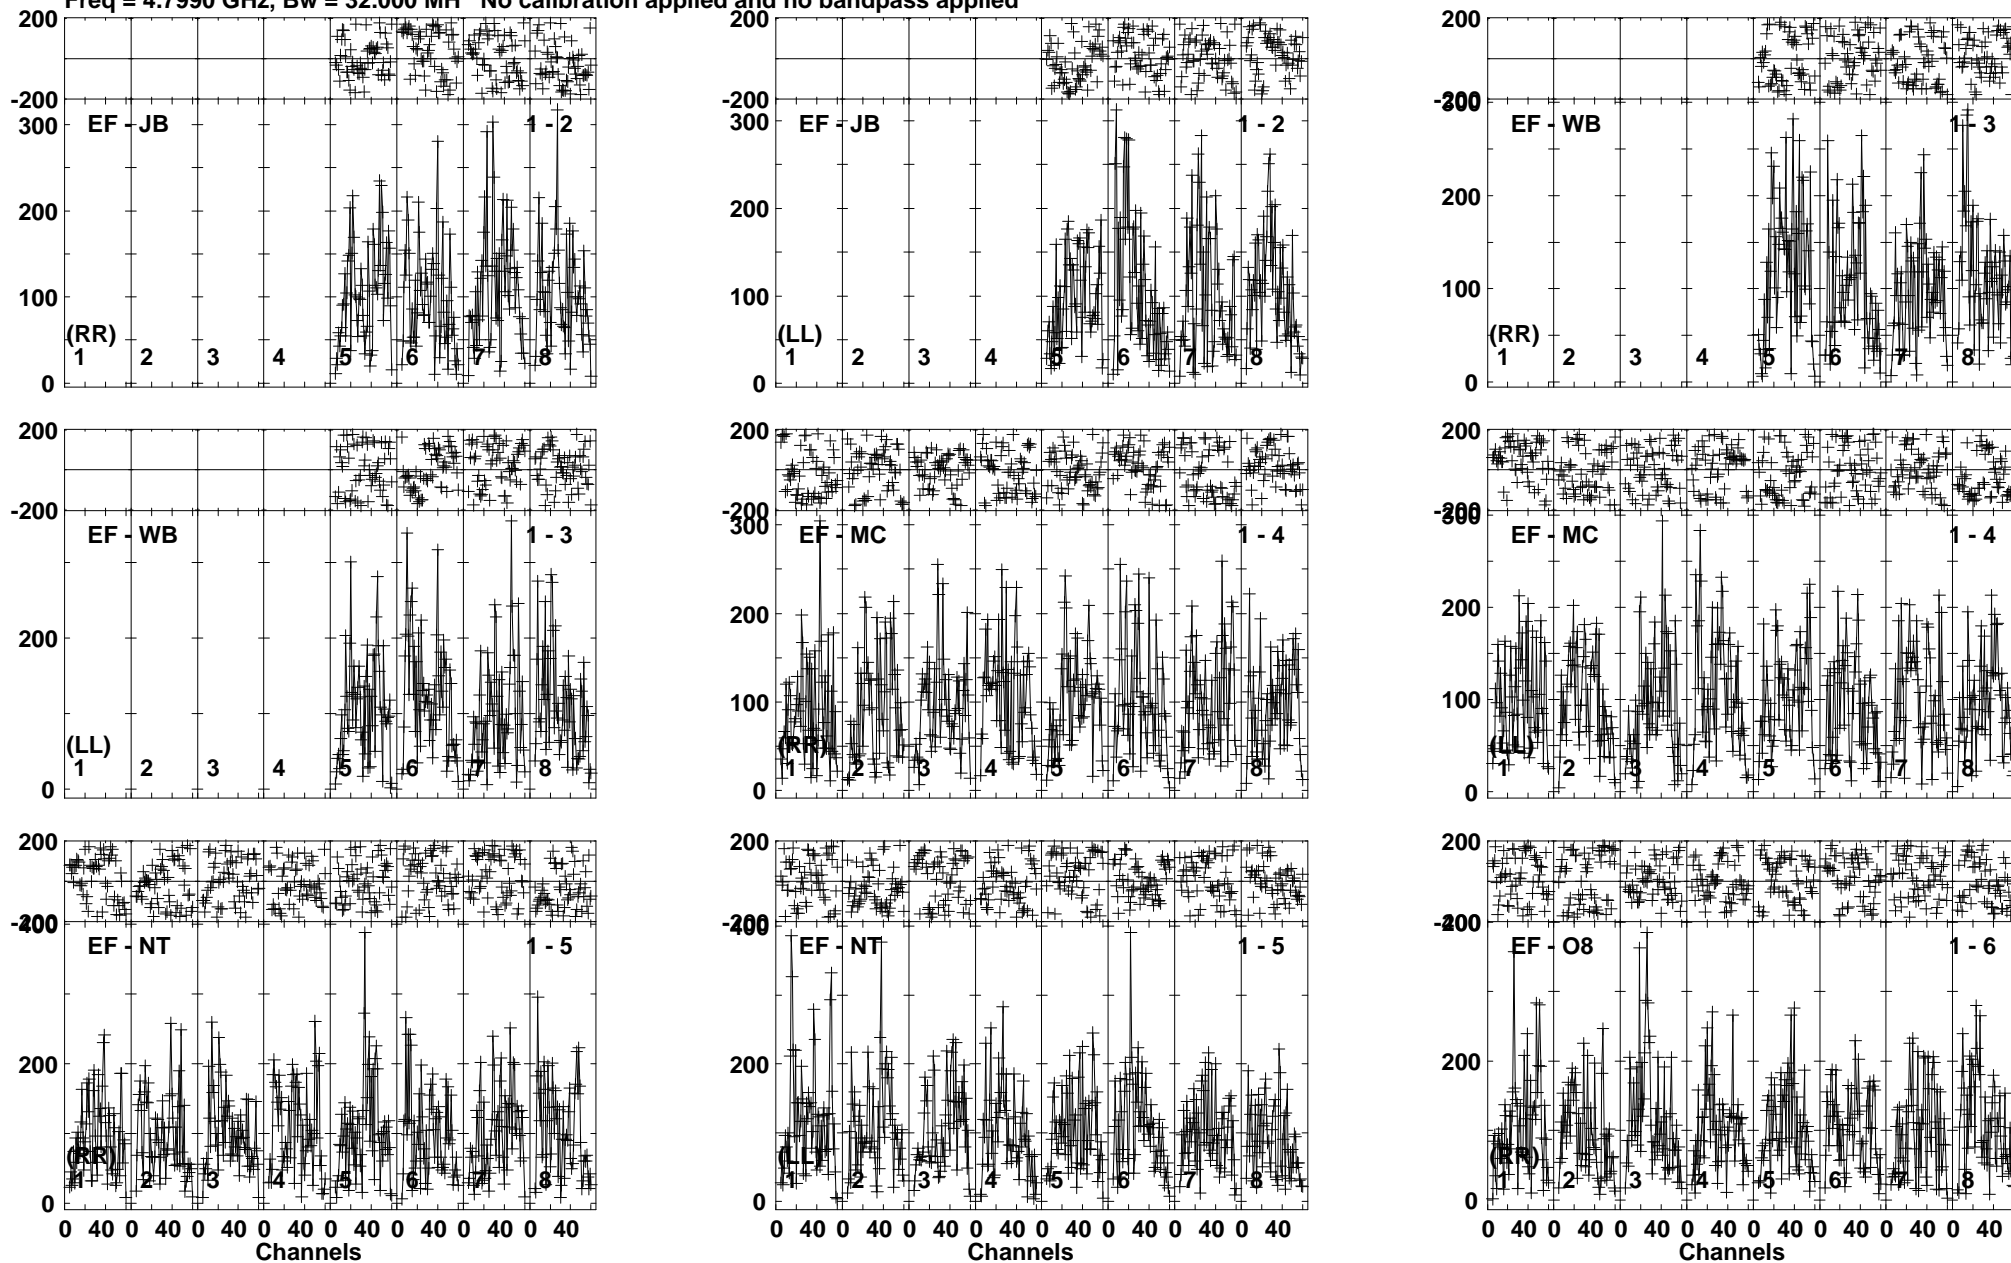 Freq = 4.7990 GHz, Bw = 32.000 MH No calibration applied and no bandpass applied
200 200 200
-200 -200 -200
300 EF - JB 1 - 2 300 EF - JB 1 - 2 300 EF - WB 1 - 3
200 200 200
100 100 100
(RR) (LL) (RR)
1 2 3 4 5 6 7 8 1 2 3 4 5 6 7 8 1 2 3 4 5 6 7 8
0 0 0
200 200 200
-200 -200 -200
EF - WB 1 - 3 300 EF - MC 1 - 4 300 EF - MC 1 - 4
200 200 200
100 100
(LL) (RR) (LL)
1 2 3 4 5 6 7 8 1 2 3 4 5 6 7 8 1 2 3 4 5 6 7 8
0 0 0
200 200 200
-200 -200 -200
400 EF - NT 1 - 5 400 EF - NT 1 - 5 400 EF - O8 1 - 6
200 200 200
(RR) (LL) (RR)
1 2 3 4 5 6 7 8 1 2 3 4 5 6 7 8 1 2 3 4 5 6 7 8
0 0 0
0 40 0 40 0 40 0 40 0 40 0 40 0 40 0 40 0 40 0 40 0 40 0 40 0 40 0 40 0 40 0 40 0 40 0 40 0 40 0 40 0 40 0 40 0 40 0 40
Channels Channels Channels